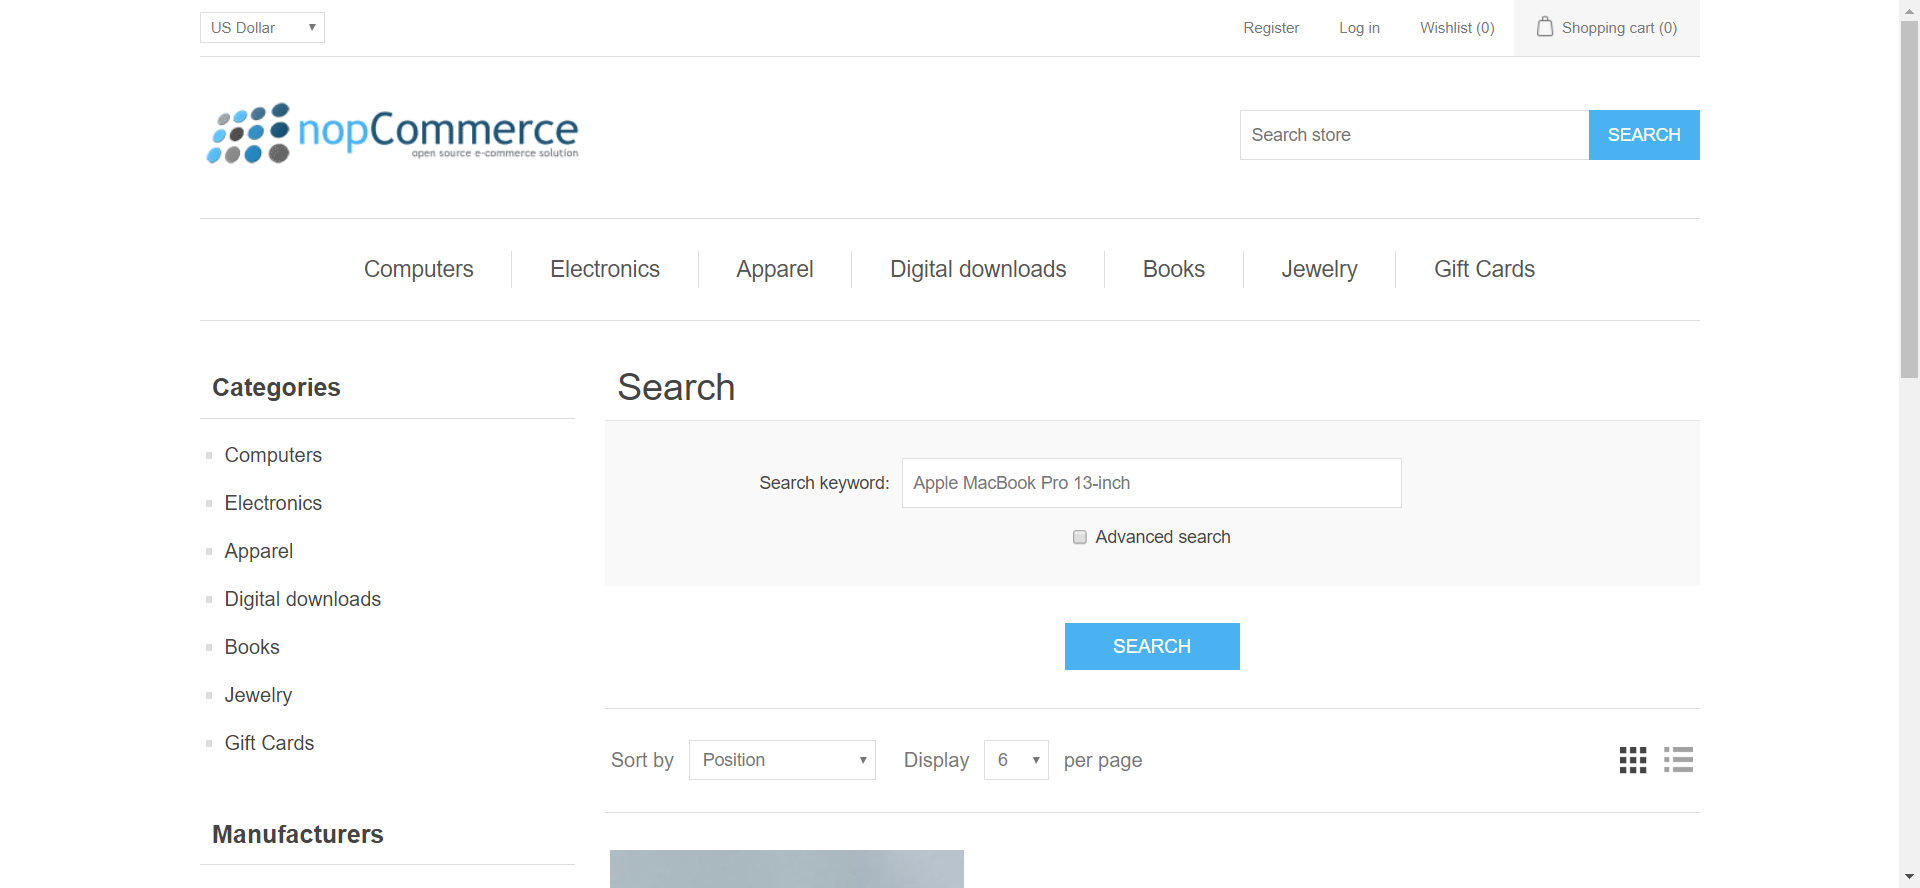 US Dollar
Register
Log in
Wishlist (0)
Shopping cart (0)
nopCommerce
open source e-commerce solution
Search store
SEARCH
Computers
Electronics
Apparel
Digital downloads
Books
Jewelry
Gift Cards
Categories
Computers
Electronics
Apparel
Digital downloads
Books
Jewelry
Gift Cards
Manufacturers
Search
Search keyword:
Apple MacBook Pro 13-inch
Advanced search
SEARCH
Sort by
Position
Display
6
per page